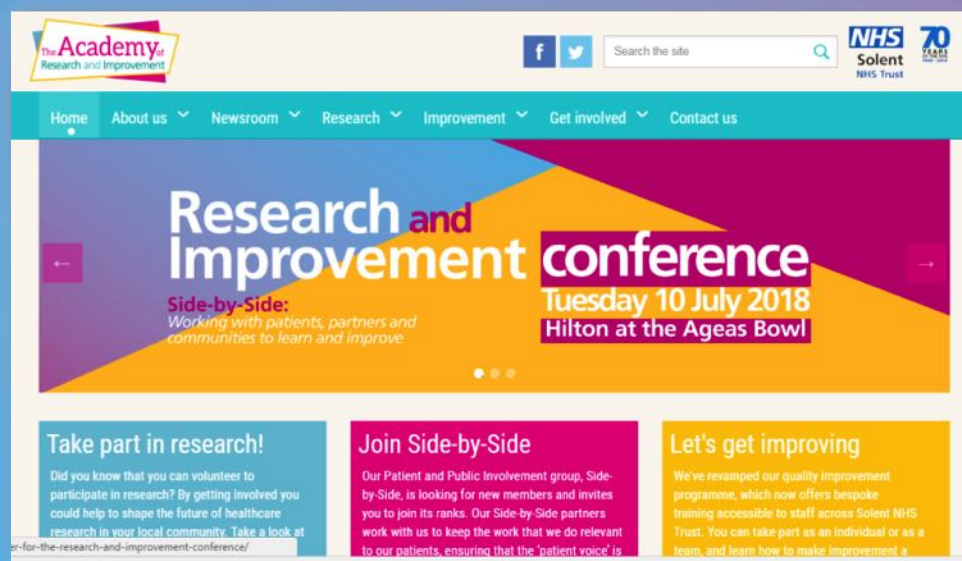 The Academy of
Research and Improvement
f
Search the site
NHS
Solent
NHS Trust
70
YEARS
Home About us Newsroom Research Improvement Get involved Contact us
Research and
Improvement conference
Side-by-Side:
Working with patients, partners and
communities to learn and improve
Tuesday 10 July 2018
Hilton at the Ageas Bowl
Take part in research!
Did you know that you can volunteer to
participate in research? By getting involved you
could help to shape the future of healthcare
research in your local community. Take a look at
er-for-the-research-and-improvement-conference/
Join Side-by-Side
Our Patient and Public Involvement group, Side-
by-Side, is looking for new members and invites
you to join its ranks. Our Side-by-Side partners
work with us to keep the work that we do relevant
to our patients, ensuring that the 'patient voice' is
Let's get improving
We've revamped our quality improvement
programme, which now offers bespoke
training accessible to staff across Solent NHS
Trust. You can take part as an individual or as a
team, and learn how to make improvement a